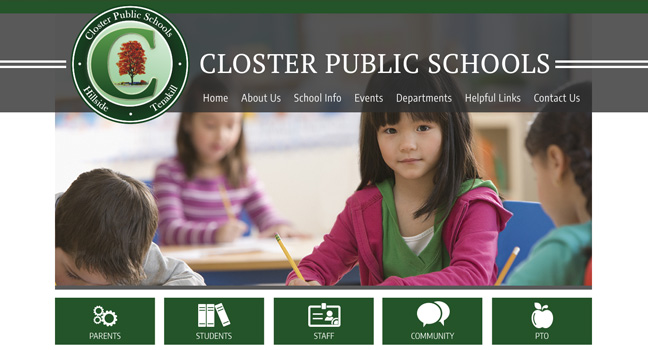 Closter Public Schools
C
Hillside • Tenakill
CLOSTER PUBLIC SCHOOLS
Home About Us School Info Events Departments Helpful Links Contact Us
PARENTS STUDENTS STAFF COMMUNITY PTO